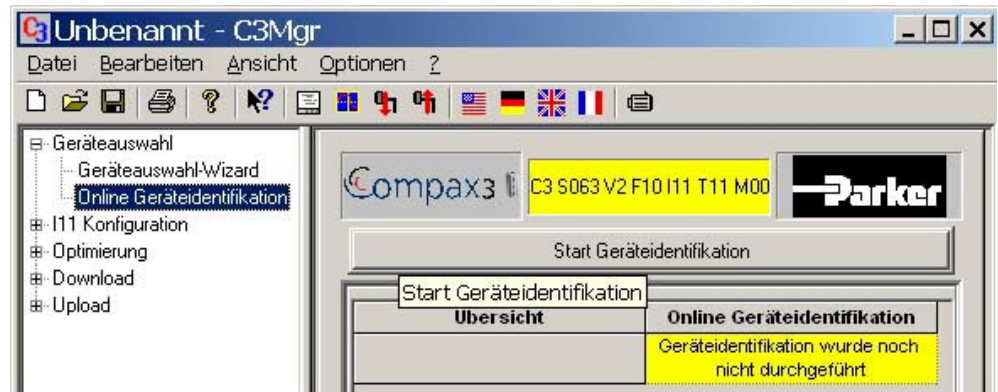 Unbenannt - C3Mgr
Datei Bearbeiten Ansicht Optionen ?
Geräteauswahl
Geräteauswahl-Wizard
Online Geräteidentifikation
I11 Konfiguration
Optimierung
Download
Upload
Compax3
C3 S063 V2 F10 I11 T11 M00
Parker
Start Geräteidentifikation
Start Geräteidentifikation
Übersicht
Online Geräteidentifikation
Geräteidentifikation wurde noch
nicht durchgeführt